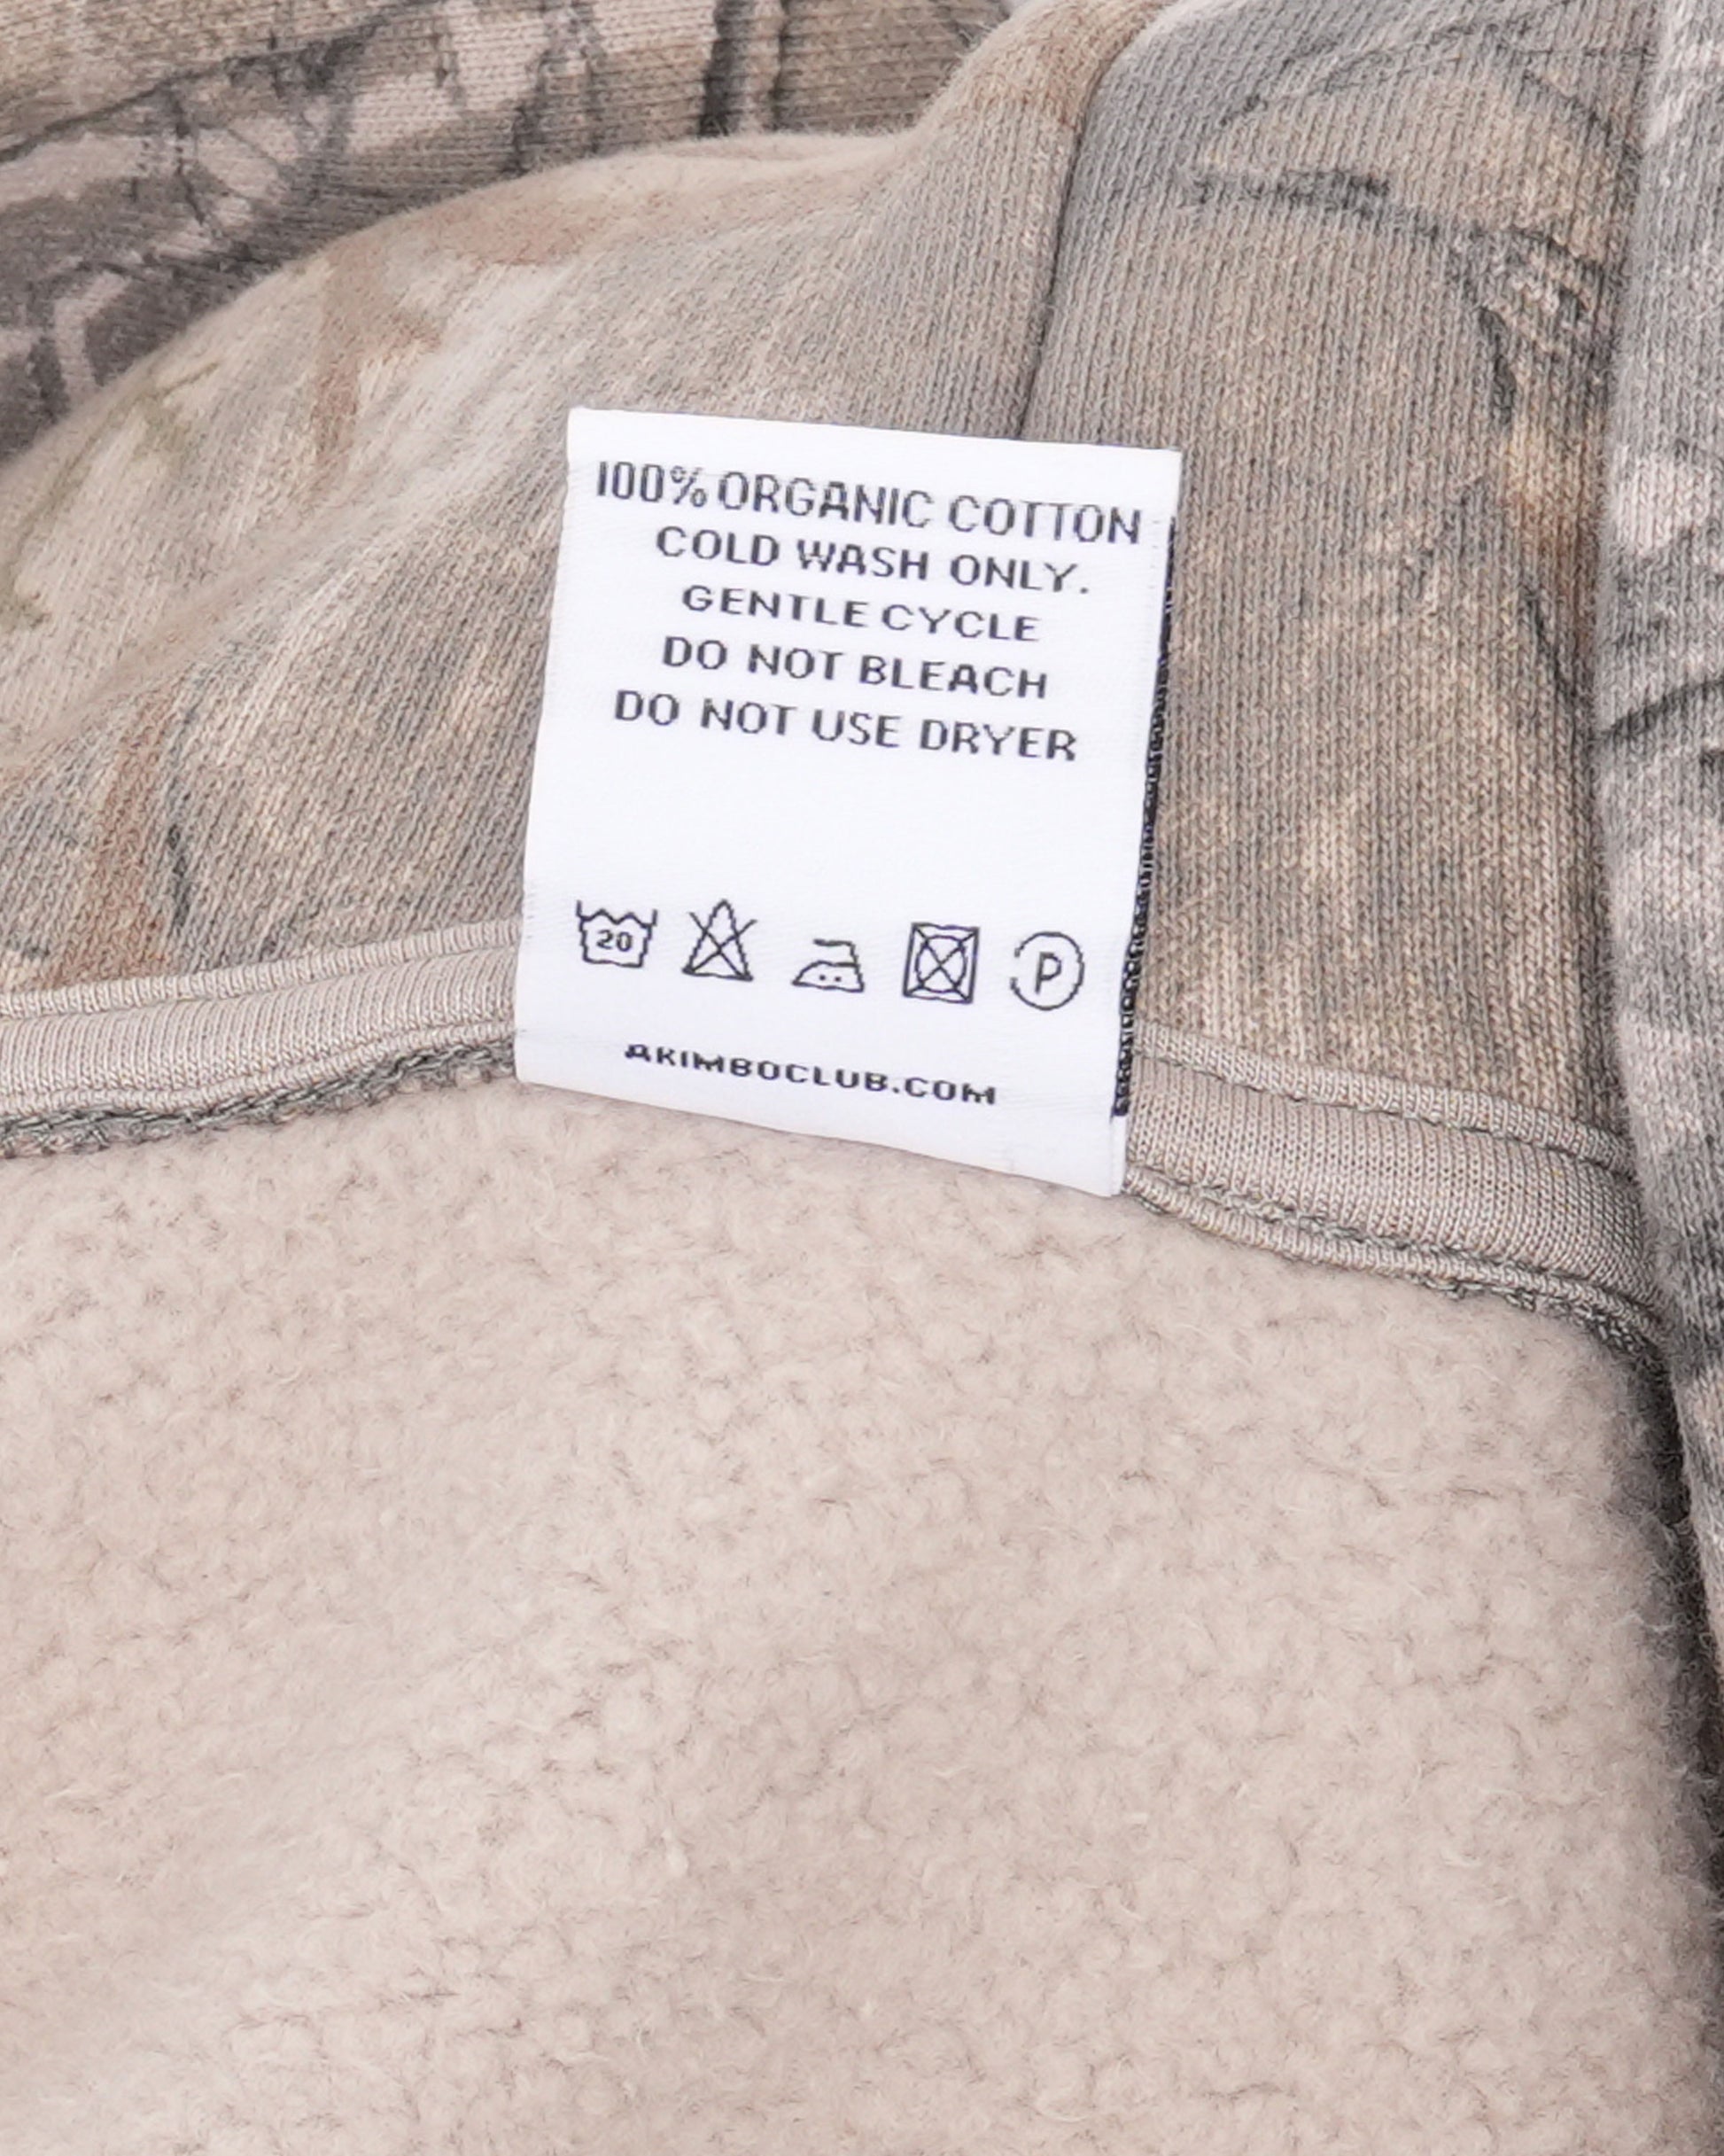 100% ORGANIC COTTON
COLD WASH ONLY.
GENTLE CYCLE
DO NOT BLEACH
DO NOT USE DRYER
20 P
AKIMBOCLUB.COM